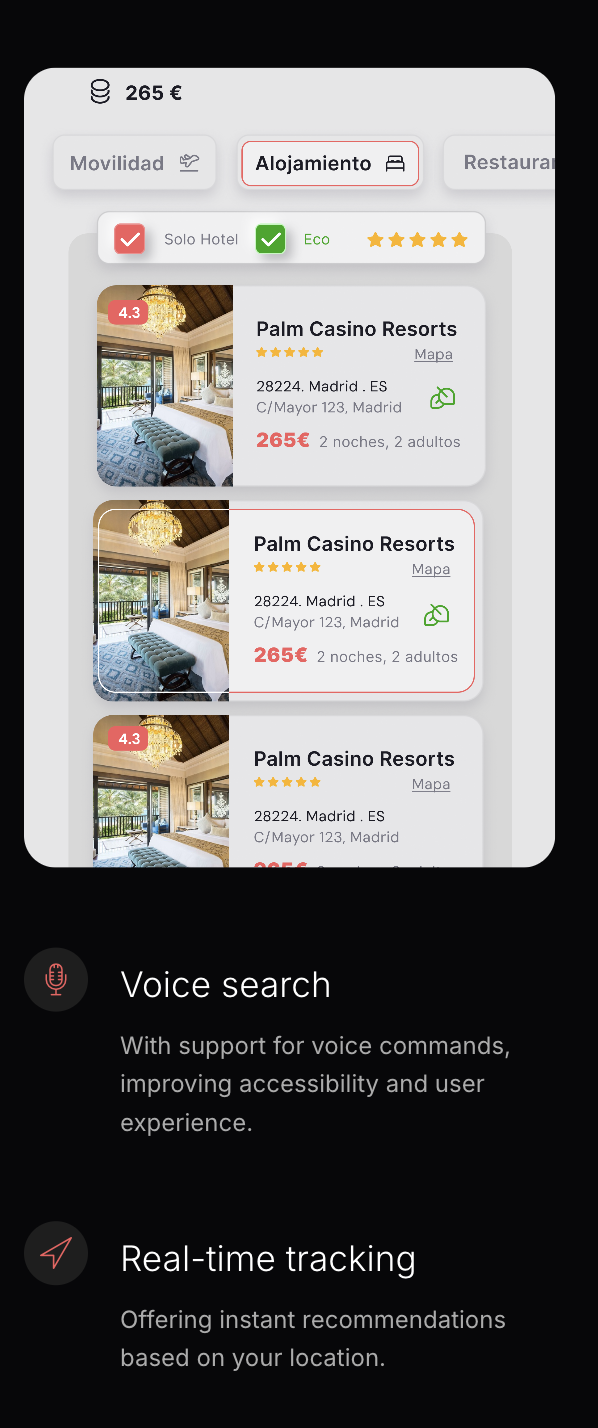 265 €
Movilidad
Alojamiento
Restaurar
Solo Hotel
Eco
4.3
Palm Casino Resorts
Mapa
28224. Madrid . ES
C/Mayor 123, Madrid
265€ 2 noches, 2 adultos
Palm Casino Resorts
Mapa
28224. Madrid . ES
C/Mayor 123, Madrid
265€ 2 noches, 2 adultos
4.3
Palm Casino Resorts
Mapa
28224. Madrid . ES
C/Mayor 123, Madrid
265€
Voice search
With support for voice commands,
improving accessibility and user
experience.
Real-time tracking
Offering instant recommendations
based on your location.